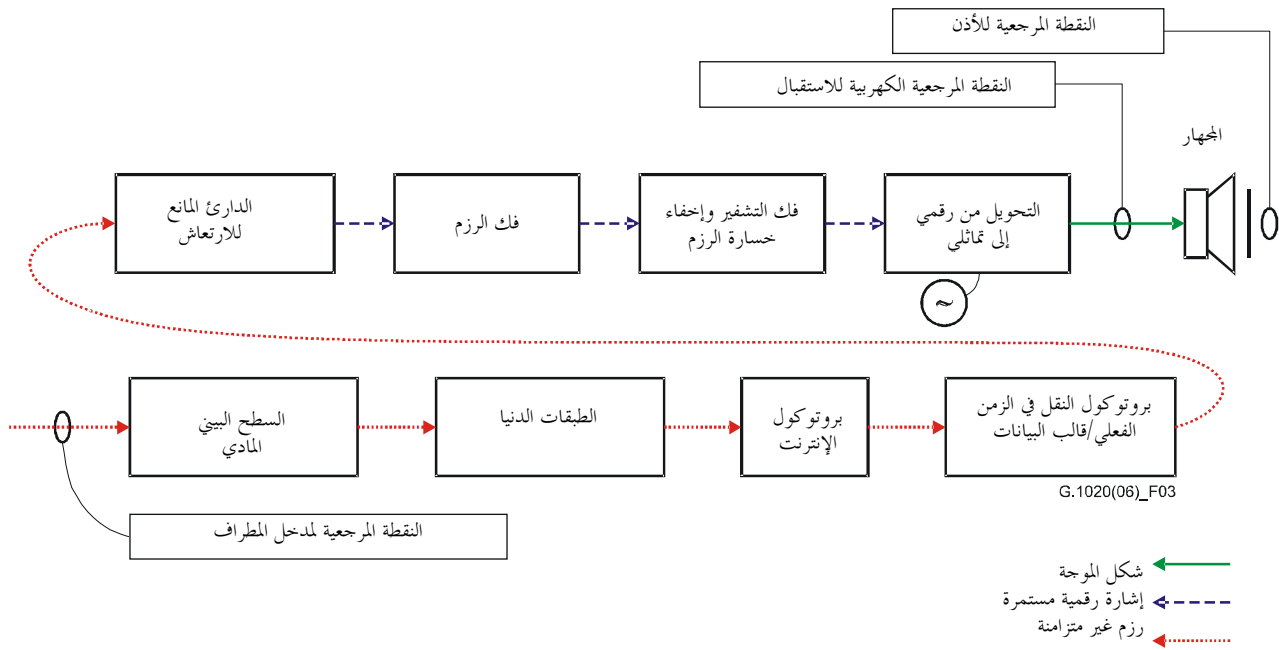 النقطة المرجعية للأذن
النقطة المرجعية الكهربية للاستقبال
المجهار
الدارئ المانع
للارتعاش
فك الرزم
فك التشفير وإخفاء
خسارة الرزم
التحويل من رقمي
إلى تماثلي
~
السطح البيني
المادي
الطبقات الدنيا
بروتوكول
الإنترنت
بروتوكول النقل في الزمن
الفعلي/قالب البيانات
G.1020(06)_F03
النقطة المرجعية لمدخل المطراف
شكل الموجة
إشارة رقمية مستمرة
رزم غير متزامنة